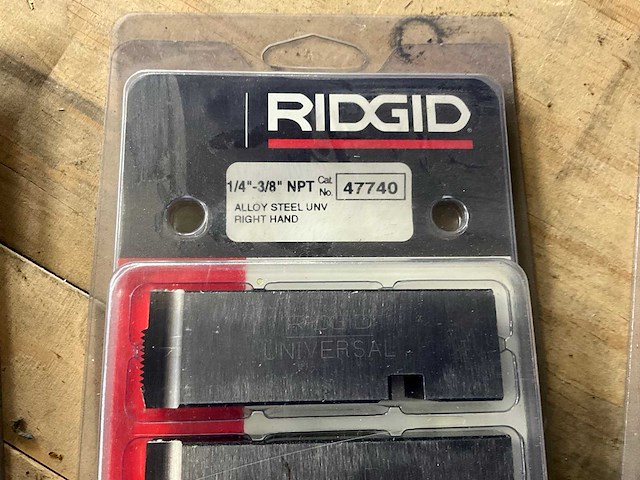 RIDGID
1/4"-3/8" NPT Cat. No. 47740
ALLOY STEEL UNV
RIGHT HAND
RIDGID
UNIVERSAL